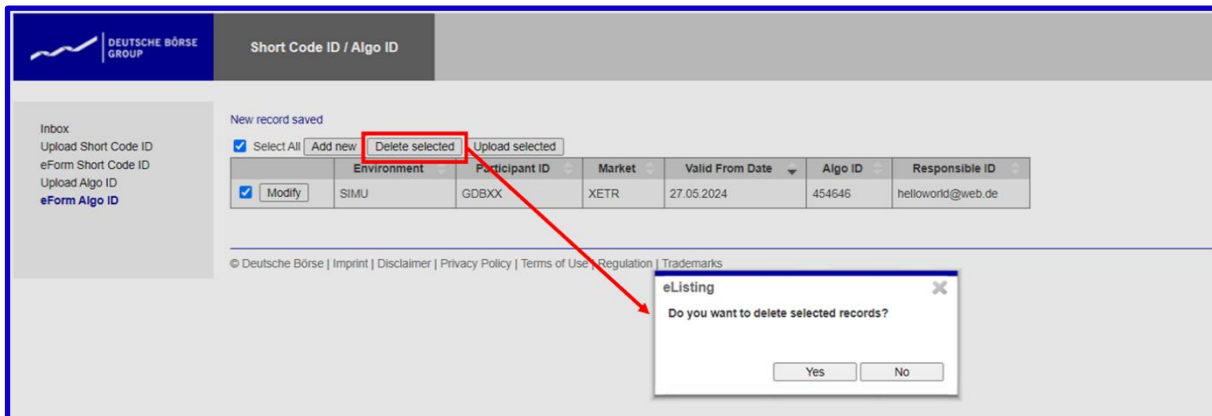 DEUTSCHE BÖRSE
GROUP
Short Code ID / Algo ID
Inbox
Upload Short Code ID
eForm Short Code ID
Upload Algo ID
eForm Algo ID
New record saved
Select All Add new Delete selected Upload selected
Environment Participant ID Market Valid From Date Algo ID Responsible ID
Modify SIMU GDBXX XETR 27.05.2024 454646 helloworld@web.de
© Deutsche Börse | Imprint | Disclaimer | Privacy Policy | Terms of Use | Regulation | Trademarks
eListing
Do you want to delete selected records?
Yes No